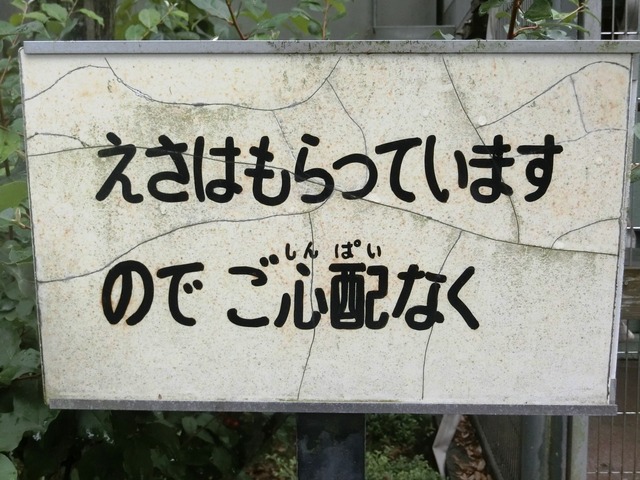 えさはもらっています
のでご心配なく
しんぱい